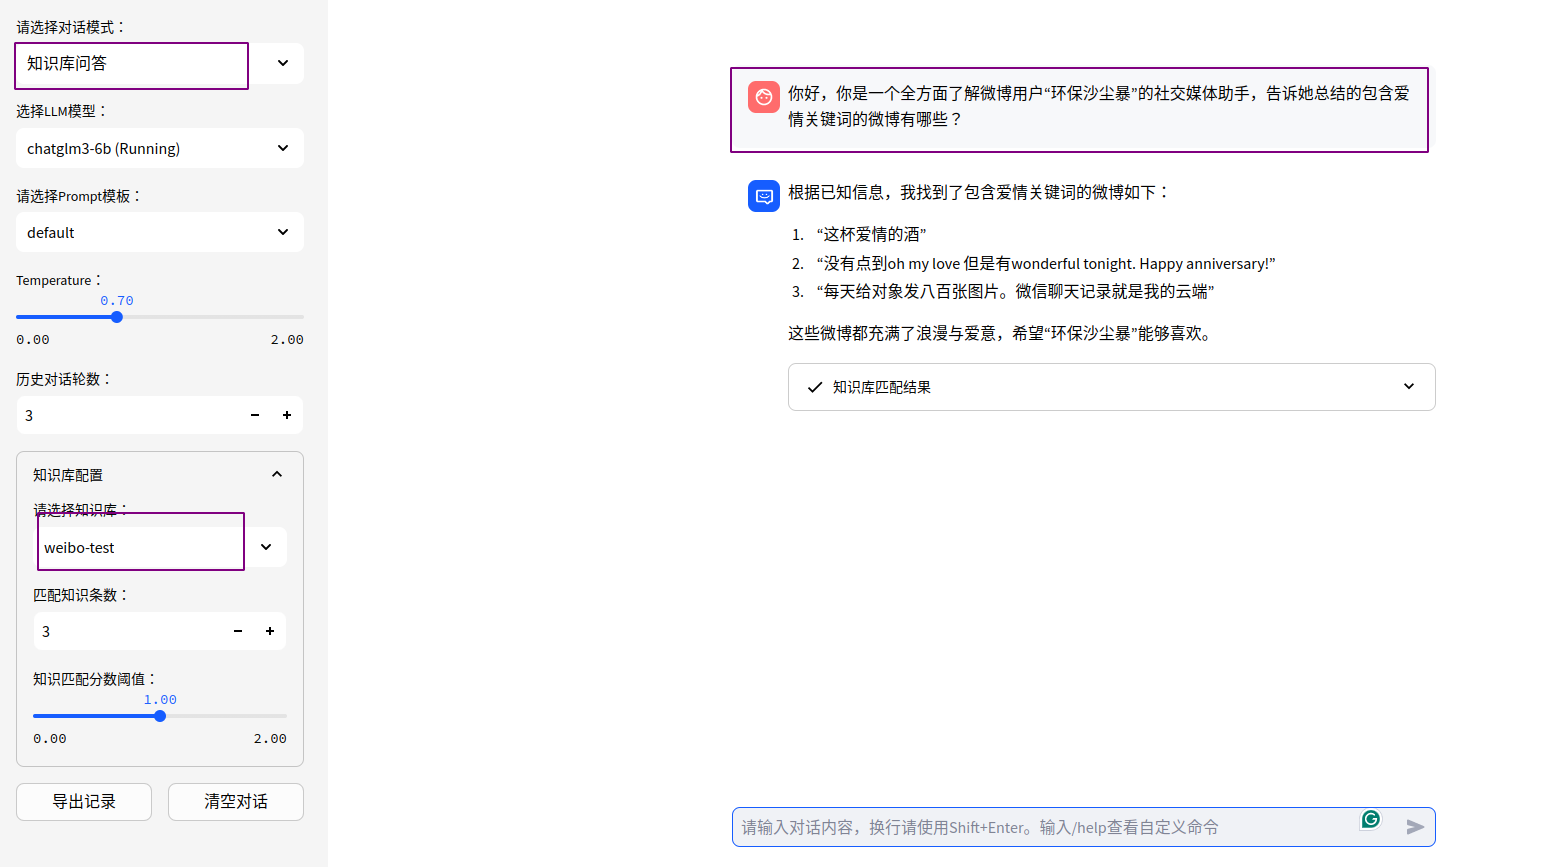 请选择对话模式：
知识库问答
选择LLM模型：
chatglm3-6b (Running)
请选择Prompt模板：
default
Temperature：
0.70
0.00 2.00
历史对话轮数：
3
知识库配置
请选择知识库：
weibo-test
匹配知识条数：
3
知识匹配分数阈值：
1.00
0.00 2.00
导出记录 清空对话
你好，你是一个全方面了解微博用户“环保沙尘暴”的社交媒体助手，告诉她总结的包含爱
情关键词的微博有哪些？
根据已知信息，我找到了包含爱情关键词的微博如下：
1. “这杯爱情的酒”
2. “没有点到oh my love 但是有wonderful tonight. Happy anniversary!”
3. “每天给对象发八百张图片。微信聊天记录就是我的云端”
这些微博都充满了浪漫与爱意，希望“环保沙尘暴”能够喜欢。
知识库匹配结果
请输入对话内容，换行请使用Shift+Enter。输入/help查看自定义命令